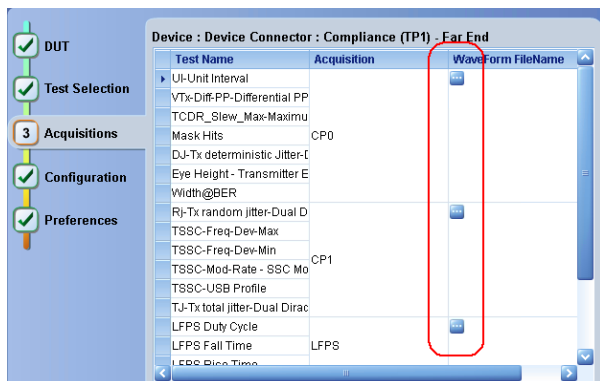 DUT
Test Selection
3 Acquisitions
Configuration
Preferences
Device : Device Connector : Compliance (TP1) - Far End
Test Name Acquisition WaveForm FileName
UI-Unit Interval
VTx-Diff-PP-Differential PP
TCDR_Slew_Max-Maximu
Mask Hits CP0
DJ-Tx deterministic Jitter-D
Eye Height - Transmitter E
Width@BER
Rj-Tx random jitter-Dual D
TSSC-Freq-Dev-Max
TSSC-Freq-Dev-Min
CP1
TSSC-Mod-Rate - SSC Mo
TSSC-USB Profile
TJ-Tx total jitter-Dual Dirac
LFPS Duty Cycle
LFPS Fall Time LFPS
LFPS Rise Time